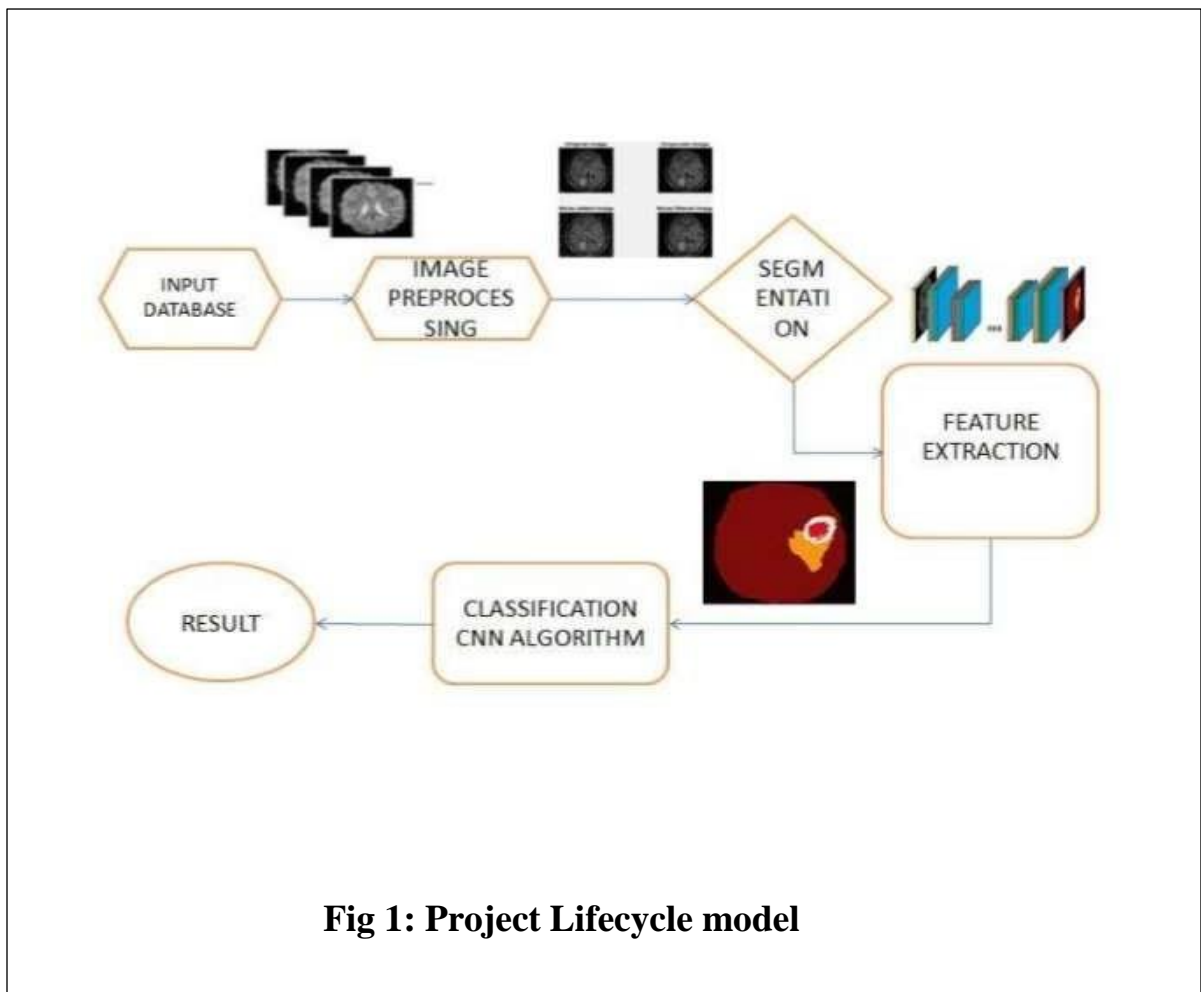 INPUT
DATABASE
IMAGE
PREPROCES
SING
SEGM
ENTATI
ON
FEATURE
EXTRACTION
CLASSIFICATION
CNN ALGORITHM
RESULT
Fig 1: Project Lifecycle model